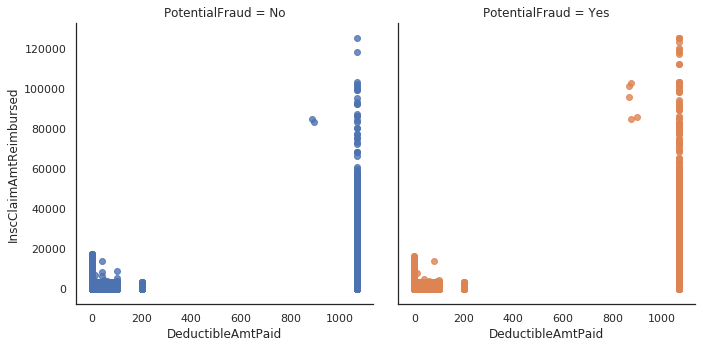 PotentialFraud = No
PotentialFraud = Yes
120000
100000
80000
60000
40000
20000
0
InscClaimAmtReimbursed
0 200 400 600 800 1000
0 200 400 600 800 1000
DeductibleAmtPaid
DeductibleAmtPaid